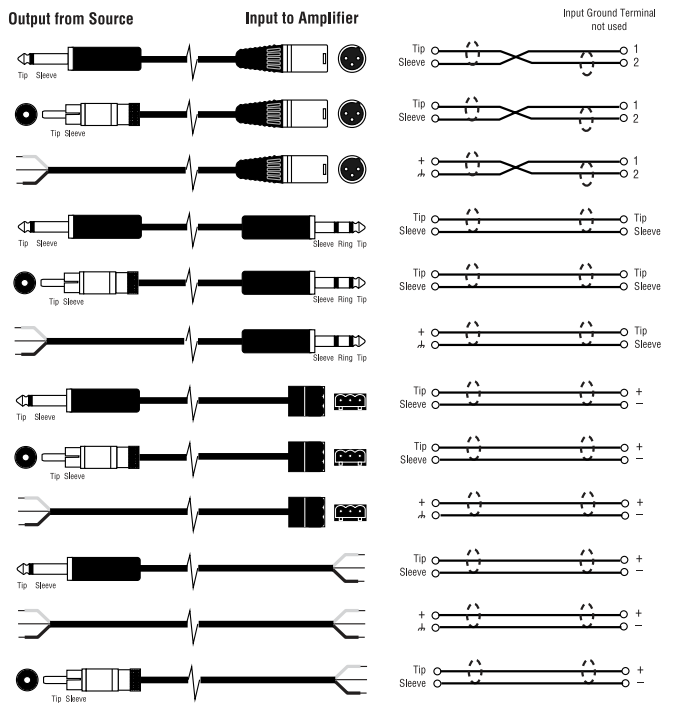 Output from Source
Input to Amplifier
Input Ground Terminal
not used
Tip Sleeve
Tip 1
Sleeve 2
Tip Sleeve
Tip 1
Sleeve 2
+ 1
2
Tip Sleeve
Sleeve Ring Tip
Tip Tip
Sleeve Sleeve
Tip Sleeve
Sleeve Ring Tip
Tip Tip
Sleeve Sleeve
Sleeve Ring Tip
+ Tip
Sleeve
Tip Sleeve
Tip +
Sleeve −
Tip Sleeve
Tip +
Sleeve −
+ +
−
Tip Sleeve
Tip +
Sleeve −
+ +
−
Tip Sleeve
Tip +
Sleeve −